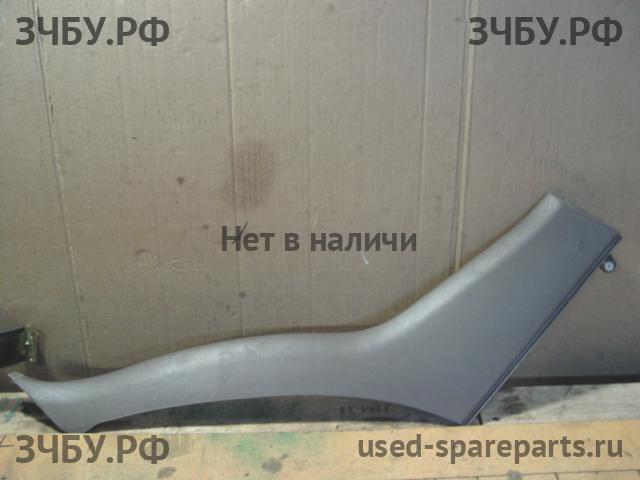 ЗЧБУ.РФ ЗЧБУ.РФ
Нет в наличи
ЗЧБУ.РФ used-spareparts.ru